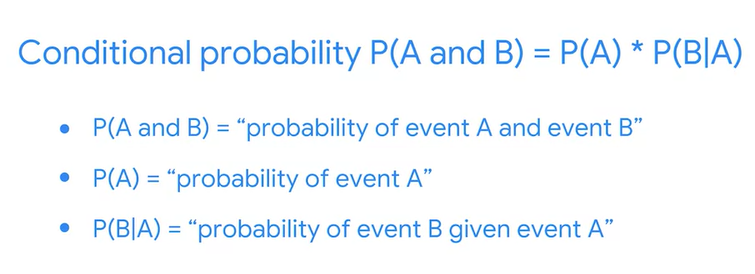 Conditional probability P(A and B) = P(A) * P(B|A)
• P(A and B) = “probability of event A and event B”
• P(A) = “probability of event A”
• P(B|A) = “probability of event B given event A”